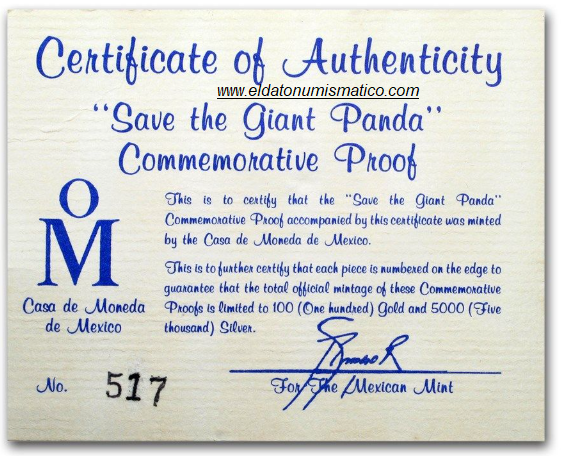 Certificate of Authenticity
www.eldatonumismatico.com
"Save the Giant Panda"
Commemorative Proof
This is to certify that the "Save the Giant Panda"
Commemorative Proof accompanied by this certificate was minted
by the Casa de Moneda de Mexico.
This is to further certify that each piece is numbered on the edge to
guarantee that the total official mintage of these Commemorative
Proofs is limited to 100 (One hundred) Gold and 5000 (Five
thousand) Silver.
O
M
Casa de Moneda
de Mexico
No. 517
For The Mexican Mint